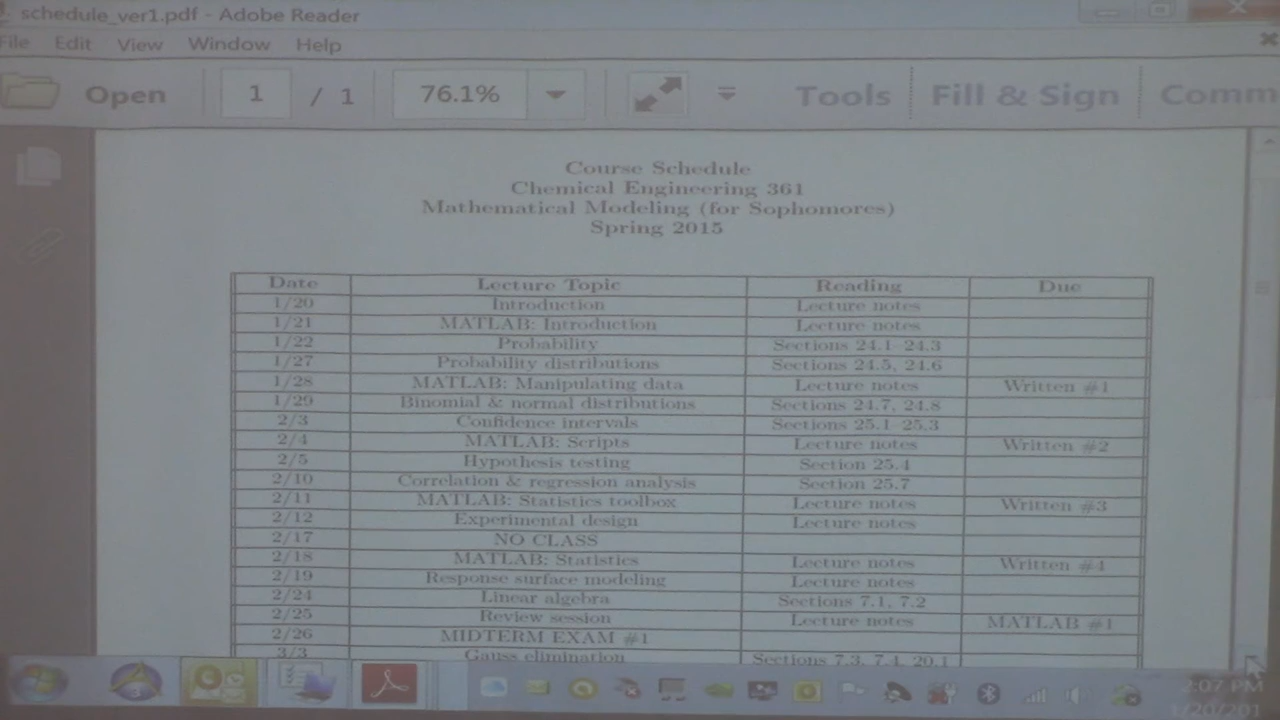 schedule_ver1.pdf - Adobe Reader
File Edit View Window Help
Open 1 / 1 76.1% Tools Fill & Sign Comm
Course Schedule
Chemical Engineering 361
Mathematical Modeling (for Sophomores)
Spring 2015
Date Lecture Topic Reading Due
1/20 Introduction Lecture notes
1/21 MATLAB: Introduction Lecture notes
1/22 Probability Sections 24.1–24.3
1/27 Probability distributions Sections 24.5, 24.6
1/28 MATLAB: Manipulating data Lecture notes Written #1
1/29 Binomial & normal distributions Sections 24.7, 24.8
2/3 Confidence intervals Sections 25.1–25.3
2/4 MATLAB: Scripts Lecture notes Written #2
2/5 Hypothesis testing Section 25.4
2/10 Correlation & regression analysis Section 25.7
2/11 MATLAB: Statistics toolbox Lecture notes Written #3
2/12 Experimental design Lecture notes
2/17 NO CLASS
2/18 MATLAB: Statistics Lecture notes Written #4
2/19 Response surface modeling Lecture notes
2/24 Linear algebra Sections 7.1, 7.2
2/25 Review session Lecture notes MATLAB #1
2/26 MIDTERM EXAM #1
3/3 Gauss elimination Sections 7.3, 7.4, 20.1
2:07 PM
1/20/201